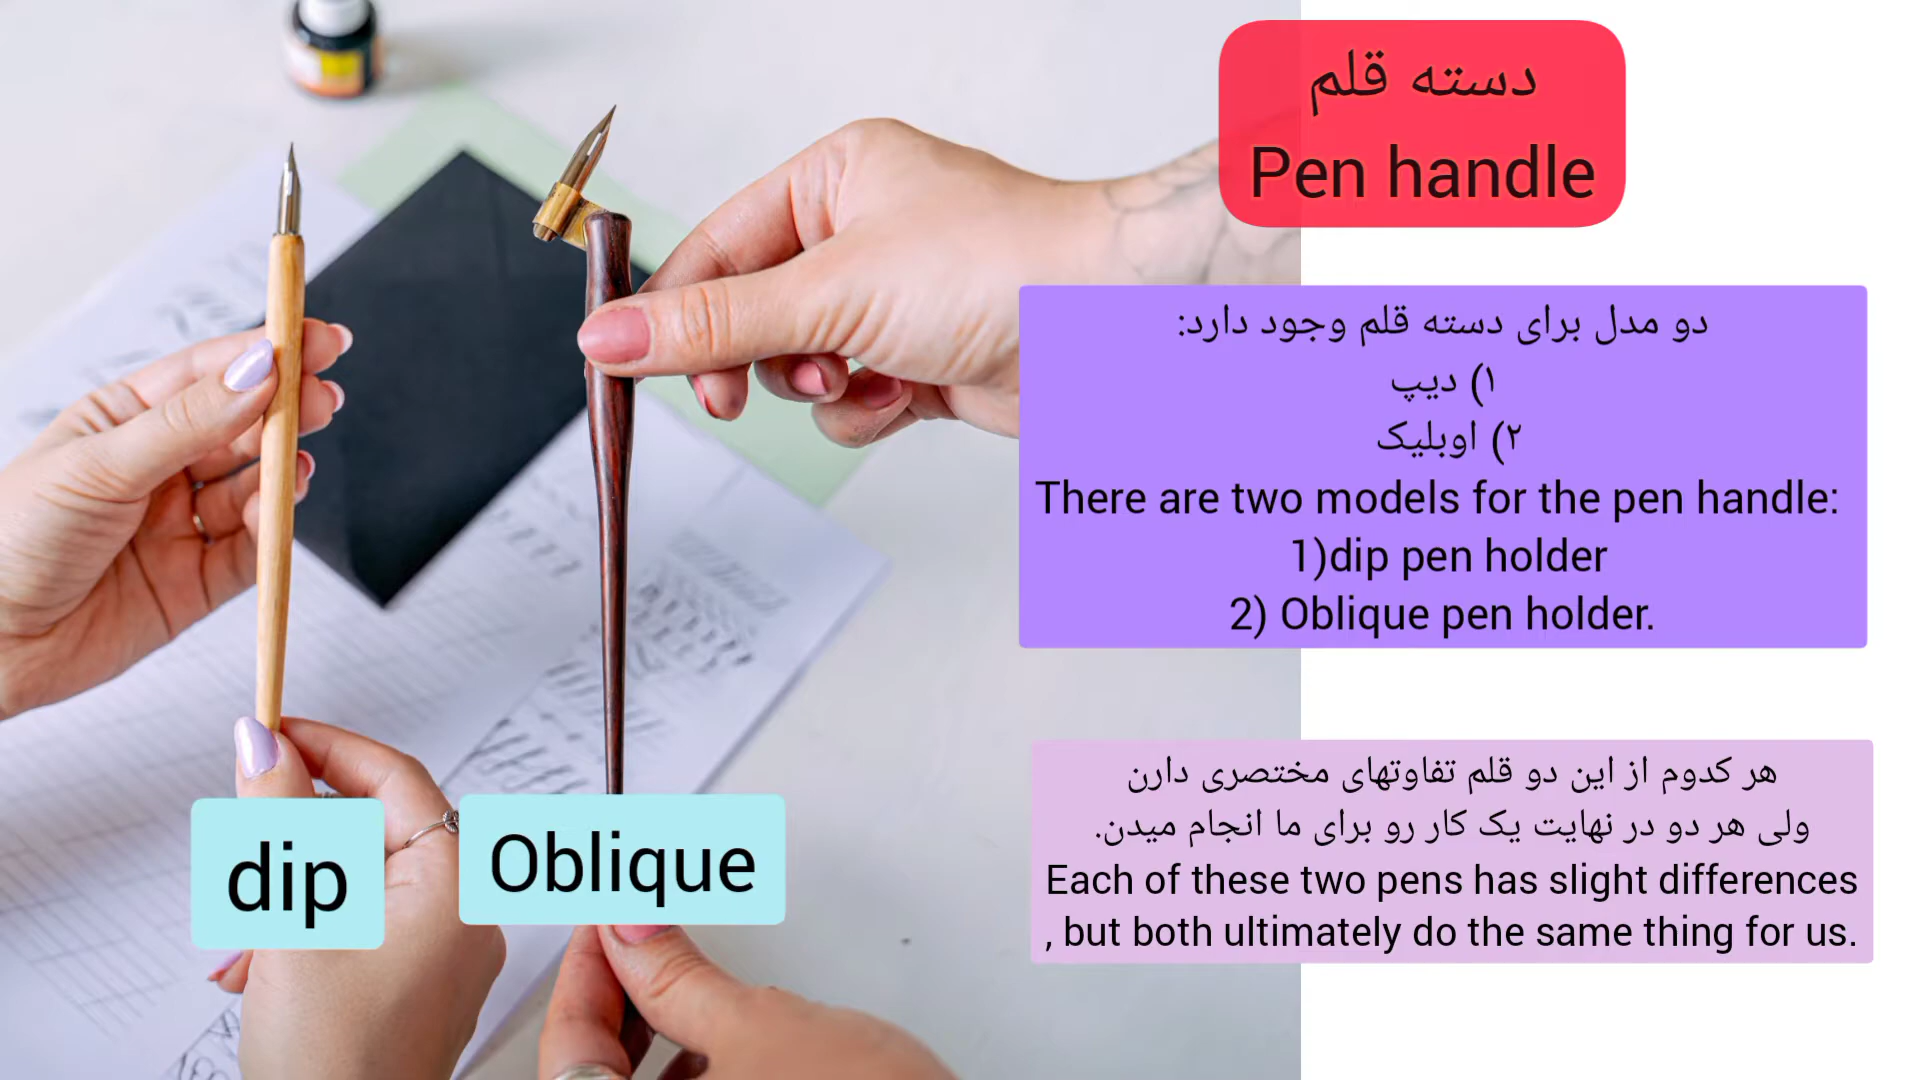 دسته قلم
Pen handle
دو مدل برای دسته قلم وجود دارد:
۱) دیپ
۲) اوبلیک
There are two models for the pen handle:
1)dip pen holder
2) Oblique pen holder.
هر کدوم از این دو قلم تفاوتهای مختصری دارن
ولی هر دو در نهایت یک کار رو برای ما انجام میدن.
Each of these two pens has slight differences
, but both ultimately do the same thing for us.
dip
Oblique